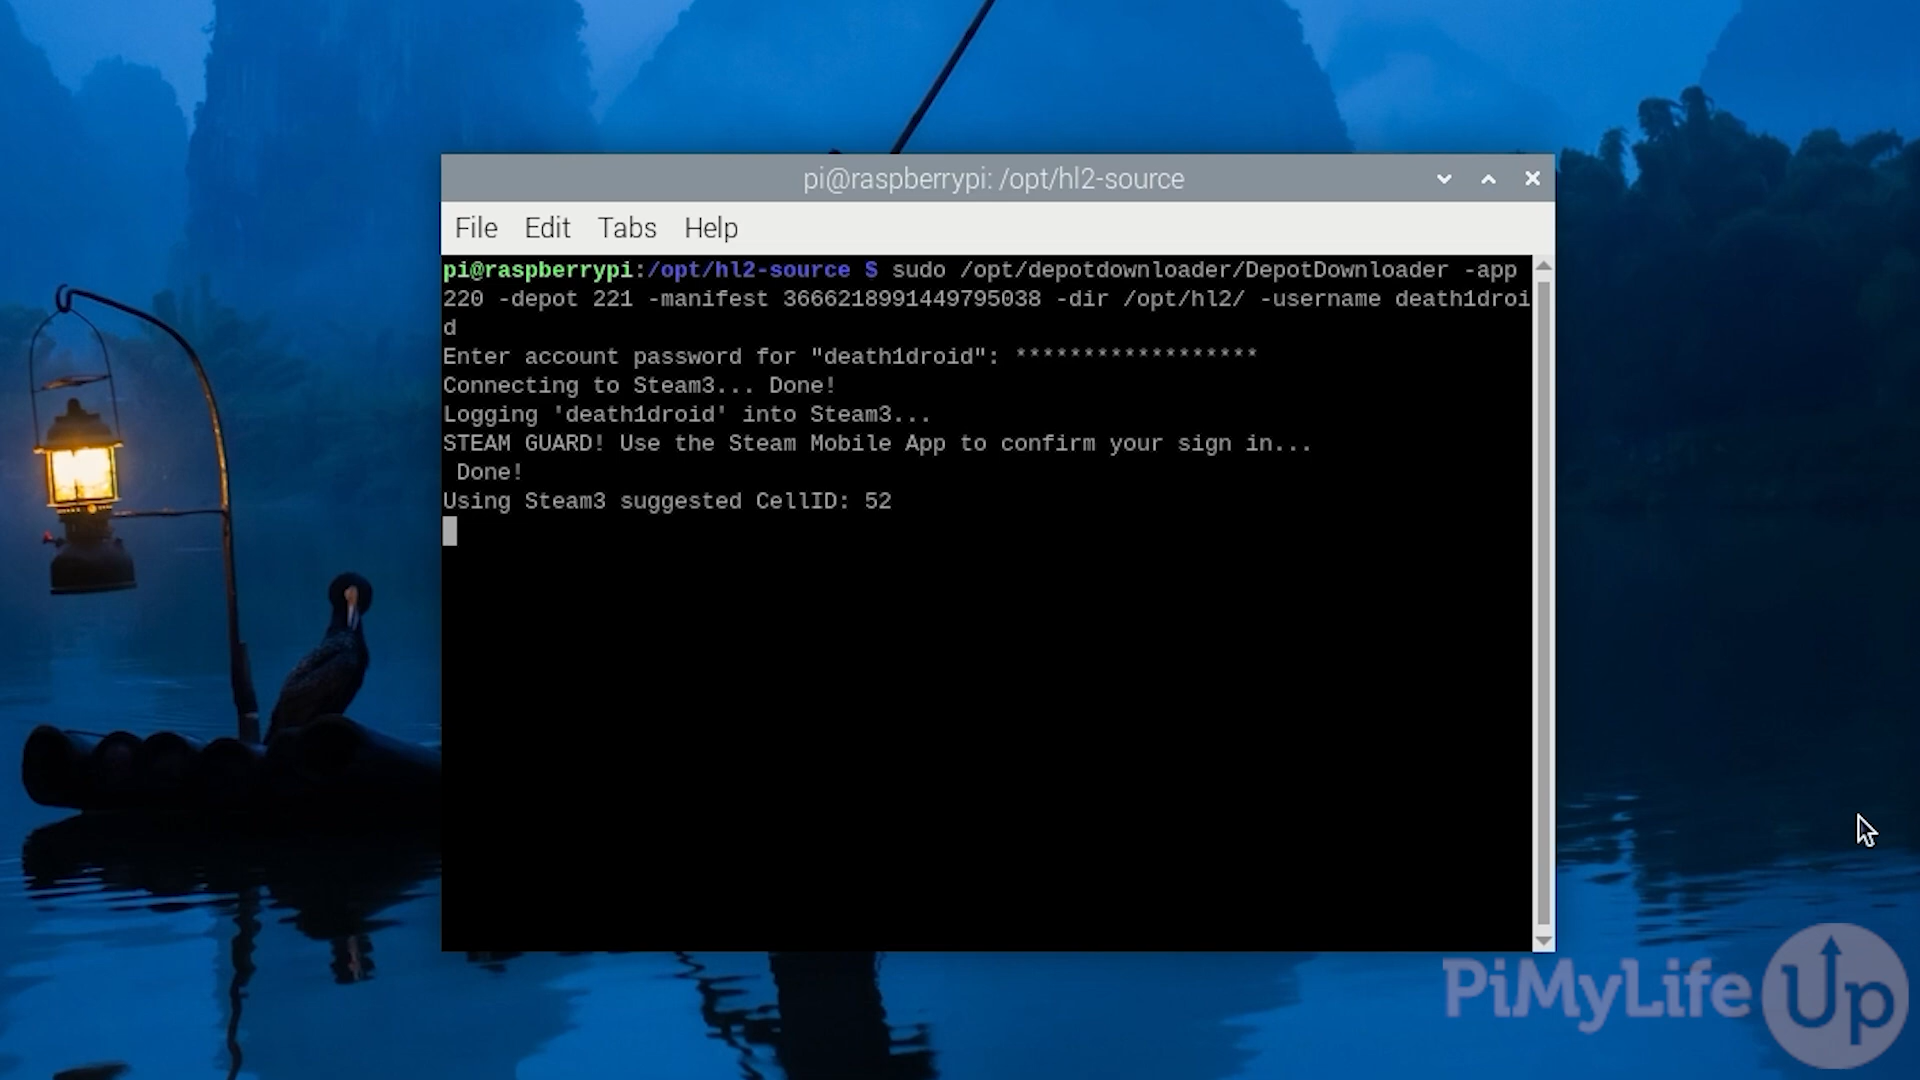 pi@raspberrypi: /opt/hl2-source
File Edit Tabs Help
pi@raspberrypi:/opt/hl2-source $ sudo /opt/depotdownloader/DepotDownloader -app
220 -depot 221 -manifest 3666218991449795038 -dir /opt/hl2/ -username death1droi
d
Enter account password for "death1droid": ******************
Connecting to Steam3... Done!
Logging 'death1droid' into Steam3...
STEAM GUARD! Use the Steam Mobile App to confirm your sign in...
 Done!
Using Steam3 suggested CellID: 52
PiMyLife Up